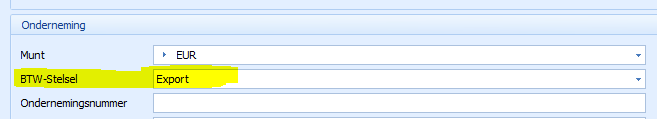 Onderneming
Munt EUR
BTW-Stelsel Export
Ondernemingsnummer